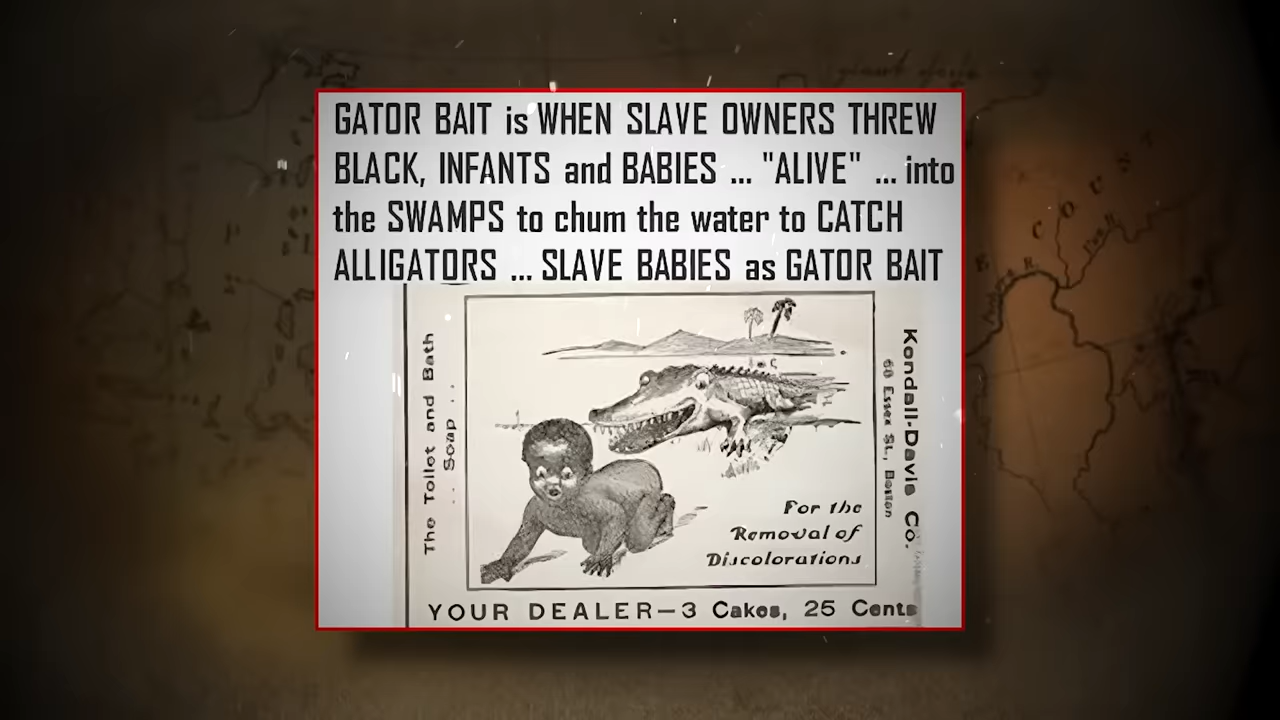 GATOR BAIT is WHEN SLAVE OWNERS THREW
BLACK, INFANTS and BABIES ... "ALIVE" ... into
the SWAMPS to chum the water to CATCH
ALLIGATORS ... SLAVE BABIES as GATOR BAIT
The Toilet and Bath
... Soap ...
Kendall-Davis Co.
68 Essex St., Boston
For the
Removal of
Discolorations
YOUR DEALER—3 Cakes, 25 Cents